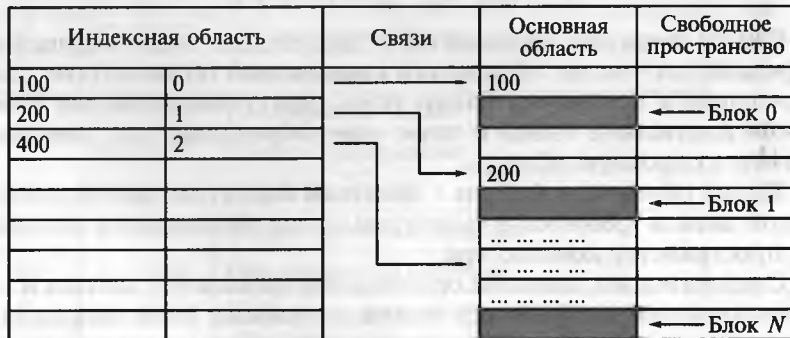 Индексная область Связи Основная область Свободное пространство
100 0 100
Блок 0
200 1
400 2
200
Блок 1
... ... ... ...
... ... ... ...
Блок N